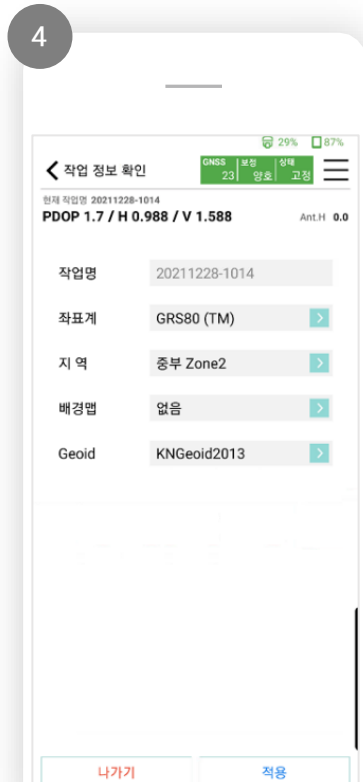 4
29% 87%
작업 정보 확인
GNSS 보정 상태
23 양호 고정
현재 작업명 20211228-1014
PDOP 1.7 / H 0.988 / V 1.588 Ant.H 0.0
작업명 20211228-1014
좌표계 GRS80 (TM)
지 역 중부 Zone2
배경맵 없음
Geoid KNGeoid2013
나가기 적용